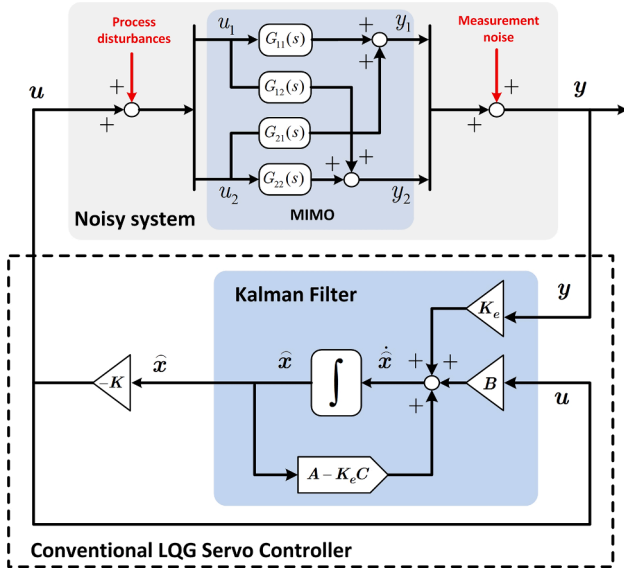 Process
disturbances
Measurement
noise
u
+
+
u₁
G₁₁(s)
+
+
y₁
G₁₂(s)
G₂₁(s)
+
+
u₂
G₂₂(s)
y₂
MIMO
+
+
y
Noisy system
Kalman Filter
Kₑ
y
+
+
+
x̂
-K
x̂
∫
ẋ̂
B
u
A − KₑC
Conventional LQG Servo Controller